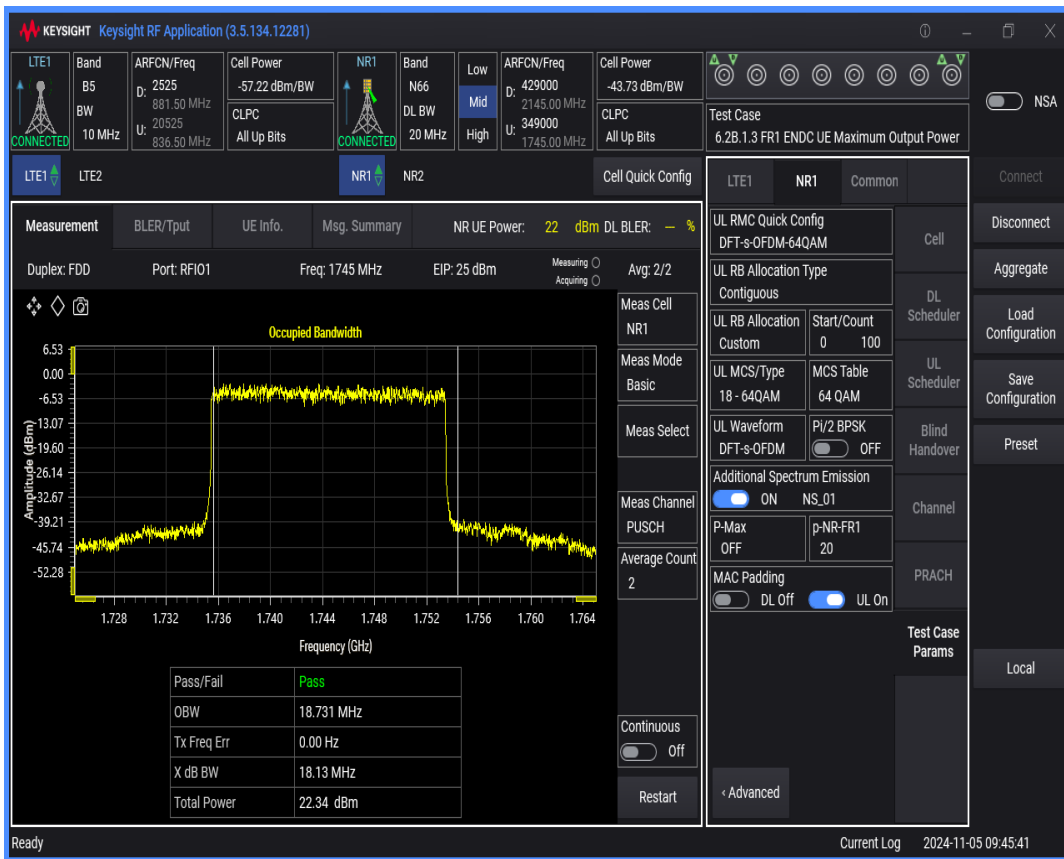 KEYSIGHT Keysight RF Application (3.5.134.12281)
LTE1
CONNECTED
Band
B5
BW
10 MHz
ARFCN/Freq
D: 2525
881.50 MHz
U: 20525
836.50 MHz
Cell Power
-57.22 dBm/BW
CLPC
All Up Bits
NR1
CONNECTED
Band
N66
DL BW
20 MHz
Low
Mid
High
ARFCN/Freq
D: 429000
2145.00 MHz
U: 349000
1745.00 MHz
Cell Power
-43.73 dBm/BW
CLPC
All Up Bits
Test Case
6.2B.1.3 FR1 ENDC UE Maximum Output Power
NSA
LTE1 LTE2 NR1 NR2 Cell Quick Config
Measurement BLER/Tput UE Info. Msg. Summary NR UE Power: 22 dBm DL BLER: -- %
Duplex: FDD Port: RFIO1 Freq: 1745 MHz EIP: 25 dBm Measuring Acquiring Avg: 2/2
Occupied Bandwidth
Amplitude (dBm)
6.53
0.00
-6.53
-13.07
-19.60
-26.14
-32.67
-39.21
-45.74
-52.28
1.728 1.732 1.736 1.740 1.744 1.748 1.752 1.756 1.760 1.764
Frequency (GHz)
Pass/Fail Pass
OBW 18.731 MHz
Tx Freq Err 0.00 Hz
X dB BW 18.13 MHz
Total Power 22.34 dBm
Meas Cell
NR1
Meas Mode
Basic
Meas Select
Meas Channel
PUSCH
Average Count
2
Continuous
Off
Restart
LTE1 NR1 Common
UL RMC Quick Config
DFT-s-OFDM-64QAM
UL RB Allocation Type
Contiguous
UL RB Allocation
Custom
Start/Count
0 100
UL MCS/Type
18 - 64QAM
MCS Table
64 QAM
UL Waveform
DFT-s-OFDM
Pi/2 BPSK
OFF
Additional Spectrum Emission
ON NS_01
P-Max
OFF
p-NR-FR1
20
MAC Padding
DL Off UL On
‹ Advanced
Cell
DL
Scheduler
UL
Scheduler
Blind
Handover
Channel
PRACH
Test Case
Params
Connect
Disconnect
Aggregate
Load
Configuration
Save
Configuration
Preset
Local
Ready Current Log 2024-11-05 09:45:41